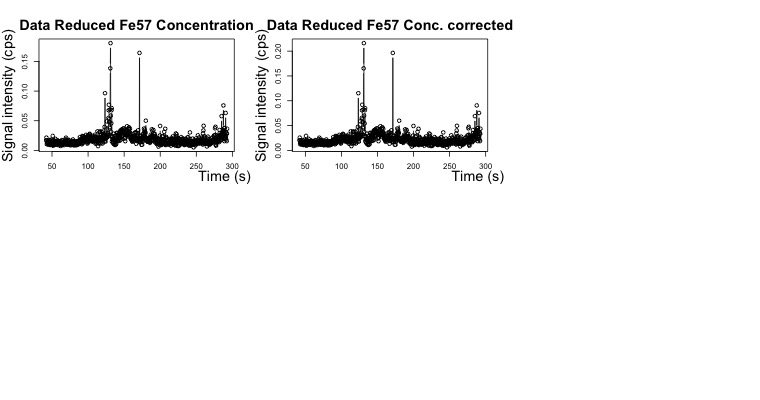 Data Reduced Fe57 Concentration
Signal intensity (cps)
0.00 0.05 0.10 0.15
50 100 150 200 250 300
Time (s)
Data Reduced Fe57 Conc. corrected
Signal intensity (cps)
0.00 0.05 0.10 0.15 0.20
50 100 150 200 250 300
Time (s)